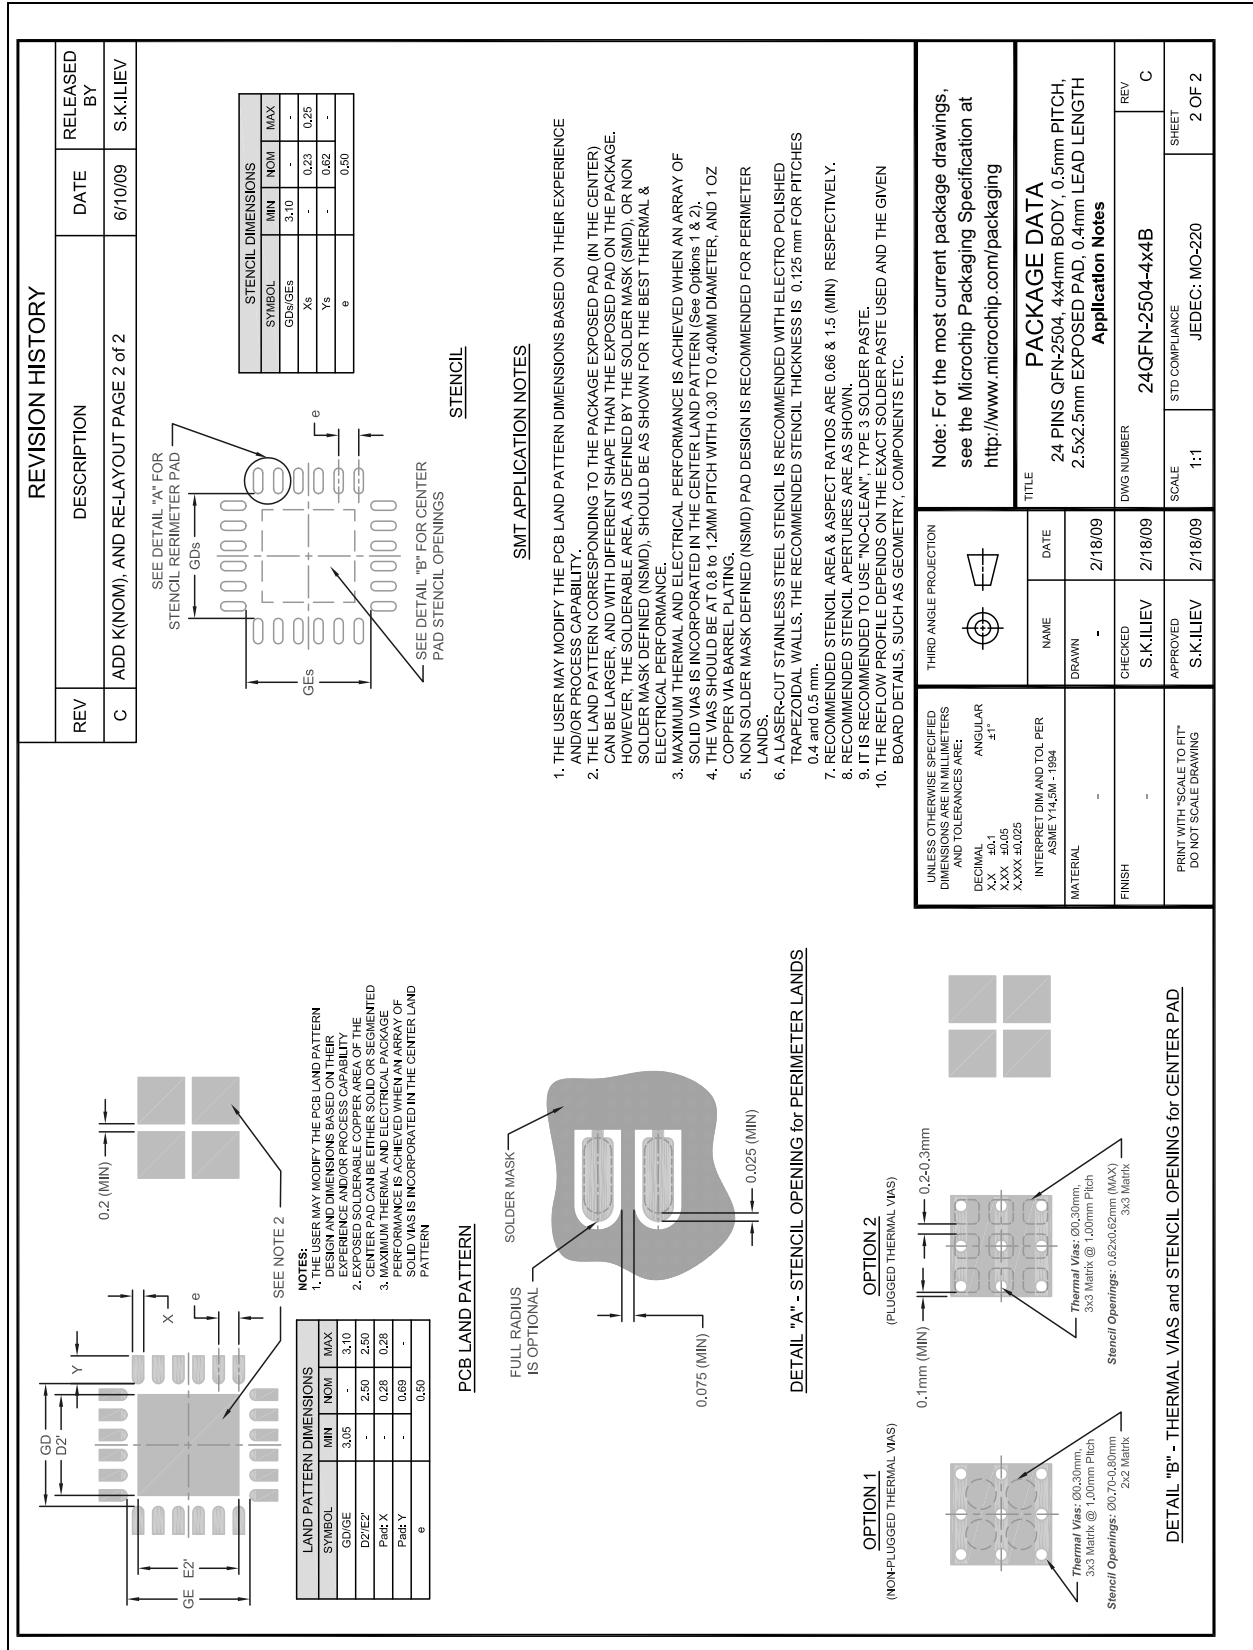 REVISION HISTORY
REV DESCRIPTION DATE RELEASED BY
C ADD K(NOM), AND RE-LAYOUT PAGE 2 of 2 6/10/09 S.K.ILIEV
GD
D2'
Y
X
e
GE
E2'
0.2 (MIN)
SEE NOTE 2
LAND PATTERN DIMENSIONS
SYMBOL MIN NOM MAX
GD/GE 3.05 - 3.10
D2'/E2' - 2.50 2.50
Pad: X - 0.28 0.28
Pad: Y - 0.69 -
e 0.50
NOTES:
1. THE USER MAY MODIFY THE PCB LAND PATTERN
DESIGN AND DIMENSIONS BASED ON THEIR
EXPERIENCE AND/OR PROCESS CAPABILITY
2. EXPOSED SOLDERABLE COPPER AREA OF THE
CENTER PAD CAN BE EITHER SOLID OR SEGMENTED
3. MAXIMUM THERMAL AND ELECTRICAL PACKAGE
PERFORMANCE IS ACHIEVED WHEN AN ARRAY OF
SOLID VIAS IS INCORPORATED IN THE CENTER LAND
PATTERN
PCB LAND PATTERN
SEE DETAIL "A" FOR
STENCIL RERIMETER PAD
GDs
GEs
e
SEE DETAIL "B" FOR CENTER
PAD STENCIL OPENINGS
STENCIL DIMENSIONS
SYMBOL MIN NOM MAX
GDs/GEs 3.10 - -
Xs - 0.23 0.25
Ys - 0.62 -
e 0.50
STENCIL
FULL RADIUS
IS OPTIONAL
SOLDER MASK
0.075 (MIN)
0.025 (MIN)
DETAIL "A" - STENCIL OPENING for PERIMETER LANDS
SMT APPLICATION NOTES
1. THE USER MAY MODIFY THE PCB LAND PATTERN DIMENSIONS BASED ON THEIR EXPERIENCE
AND/OR PROCESS CAPABILITY.
2. THE LAND PATTERN CORRESPONDING TO THE PACKAGE EXPOSED PAD (IN THE CENTER)
CAN BE LARGER, AND WITH DIFFERENT SHAPE THAN THE EXPOSED PAD ON THE PACKAGE.
HOWEVER, THE SOLDERABLE AREA, AS DEFINED BY THE SOLDER MASK (SMD), OR NON
SOLDER MASK DEFINED (NSMD), SHOULD BE AS SHOWN FOR THE BEST THERMAL &
ELECTRICAL PERFORMANCE.
3. MAXIMUM THERMAL AND ELECTRICAL PERFORMANCE IS ACHIEVED WHEN AN ARRAY OF
SOLID VIAS IS INCORPORATED IN THE CENTER LAND PATTERN (See Options 1 & 2).
4. THE VIAS SHOULD BE AT 0.8 to 1.2MM PITCH WITH 0.30 TO 0.40MM DIAMETER, AND 1 OZ
COPPER VIA BARREL PLATING.
5. NON SOLDER MASK DEFINED (NSMD) PAD DESIGN IS RECOMMENDED FOR PERIMETER
LANDS.
6. A LASER-CUT STAINLESS STEEL STENCIL IS RECOMMENDED WITH ELECTRO POLISHED
TRAPEZOIDAL WALLS. THE RECOMMENDED STENCIL THICKNESS IS 0.125 mm FOR PITCHES
0.4 and 0.5 mm.
7. RECOMMENDED STENCIL AREA & ASPECT RATIOS ARE 0.66 & 1.5 (MIN) RESPECTIVELY.
8. RECOMMENDED STENCIL APERTURES ARE AS SHOWN.
9. IT IS RECOMMENDED TO USE "NO-CLEAN", TYPE 3 SOLDER PASTE.
10. THE REFLOW PROFILE DEPENDS ON THE EXACT SOLDER PASTE USED AND THE GIVEN
BOARD DETAILS, SUCH AS GEOMETRY, COMPONENTS ETC.
OPTION 1
(NON-PLUGGED THERMAL VIAS)
Thermal Vias: Ø0.30mm,
3x3 Matrix @ 1.00mm Pitch
Stencil Openings: Ø0.70-0.80mm
2x2 Matrix
OPTION 2
(PLUGGED THERMAL VIAS)
0.1mm (MIN)
0.2-0.3mm
Thermal Vias: Ø0.30mm,
3x3 Matrix @ 1.00mm Pitch
Stencil Openings: 0.62x0.62mm (MAX)
3x3 Matrix
DETAIL "B" - THERMAL VIAS and STENCIL OPENING for CENTER PAD
UNLESS OTHERWISE SPECIFIED
DIMENSIONS ARE IN MILLIMETERS
AND TOLERANCES ARE:
DECIMAL ANGULAR
X.X ±0.1 ±1°
X.XX ±0.05
X.XXX ±0.025
INTERPRET DIM AND TOL PER
ASME Y14.5M - 1994
MATERIAL
-
FINISH
-
PRINT WITH "SCALE TO FIT"
DO NOT SCALE DRAWING
THIRD ANGLE PROJECTION
NAME DATE
DRAWN
- 2/18/09
CHECKED
S.K.ILIEV 2/18/09
APPROVED
S.K.ILIEV 2/18/09
Note: For the most current package drawings,
see the Microchip Packaging Specification at
http://www.microchip.com/packaging
TITLE
PACKAGE DATA
24 PINS QFN-2504, 4x4mm BODY, 0.5mm PITCH,
2.5x2.5mm EXPOSED PAD, 0.4mm LEAD LENGTH
Application Notes
DWG NUMBER
24QFN-2504-4x4B
REV
C
SCALE
1:1
STD COMPLIANCE
JEDEC: MO-220
SHEET
2 OF 2